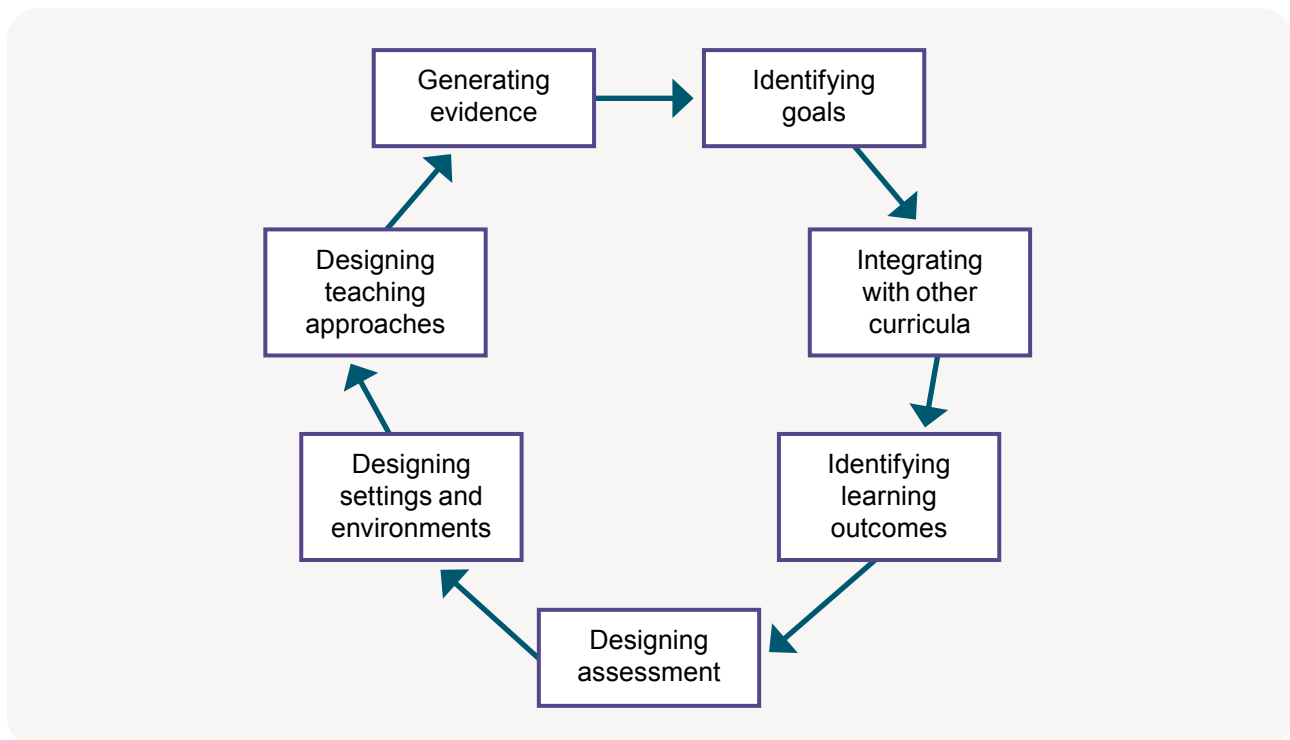 Generating
evidence
Identifying
goals
Integrating
with other
curricula
Identifying
learning
outcomes
Designing
assessment
Designing
settings and
environments
Designing
teaching
approaches